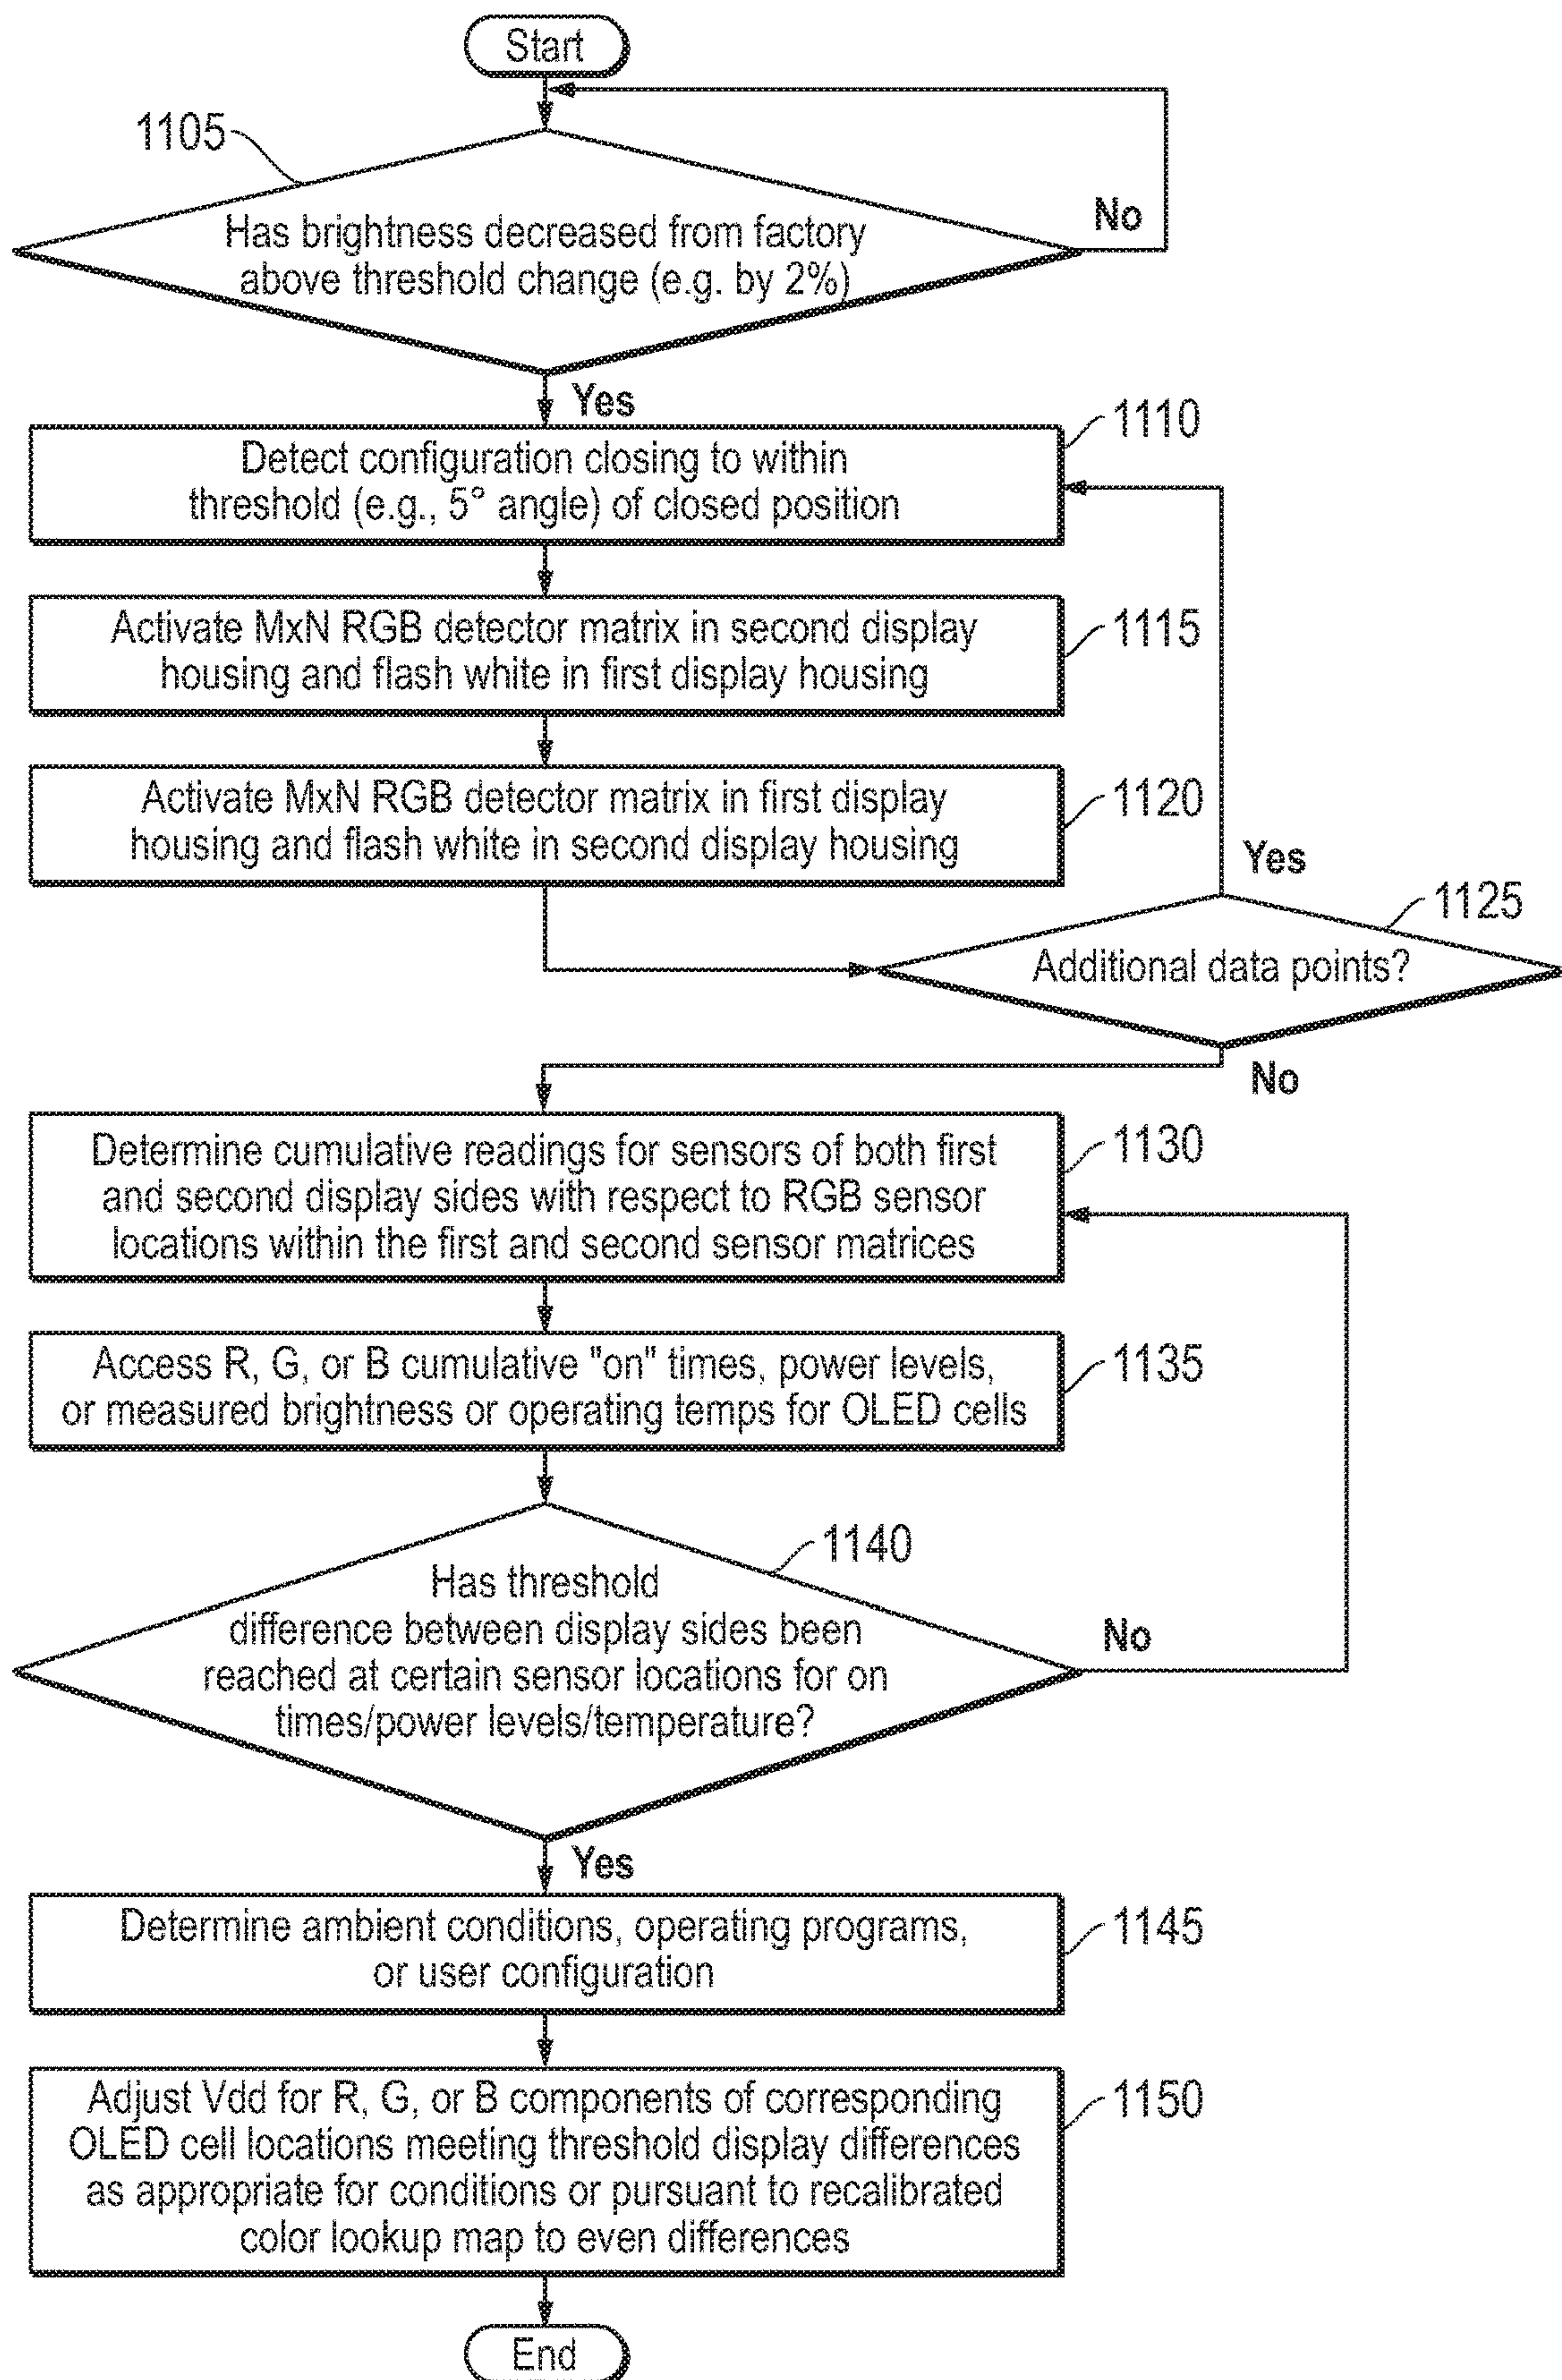 Start
1105
Has brightness decreased from factory
above threshold change (e.g. by 2%)
No
Yes
1110
Detect configuration closing to within
threshold (e.g., 5° angle) of closed position
1115
Activate MxN RGB detector matrix in second display
housing and flash white in first display housing
1120
Activate MxN RGB detector matrix in first display
housing and flash white in second display housing
Yes
1125
Additional data points?
No
1130
Determine cumulative readings for sensors of both first
and second display sides with respect to RGB sensor
locations within the first and second sensor matrices
1135
Access R, G, or B cumulative "on" times, power levels,
or measured brightness or operating temps for OLED cells
1140
Has threshold
difference between display sides been
reached at certain sensor locations for on
times/power levels/temperature?
No
Yes
1145
Determine ambient conditions, operating programs,
or user configuration
1150
Adjust Vdd for R, G, or B components of corresponding
OLED cell locations meeting threshold display differences
as appropriate for conditions or pursuant to recalibrated
color lookup map to even differences
End